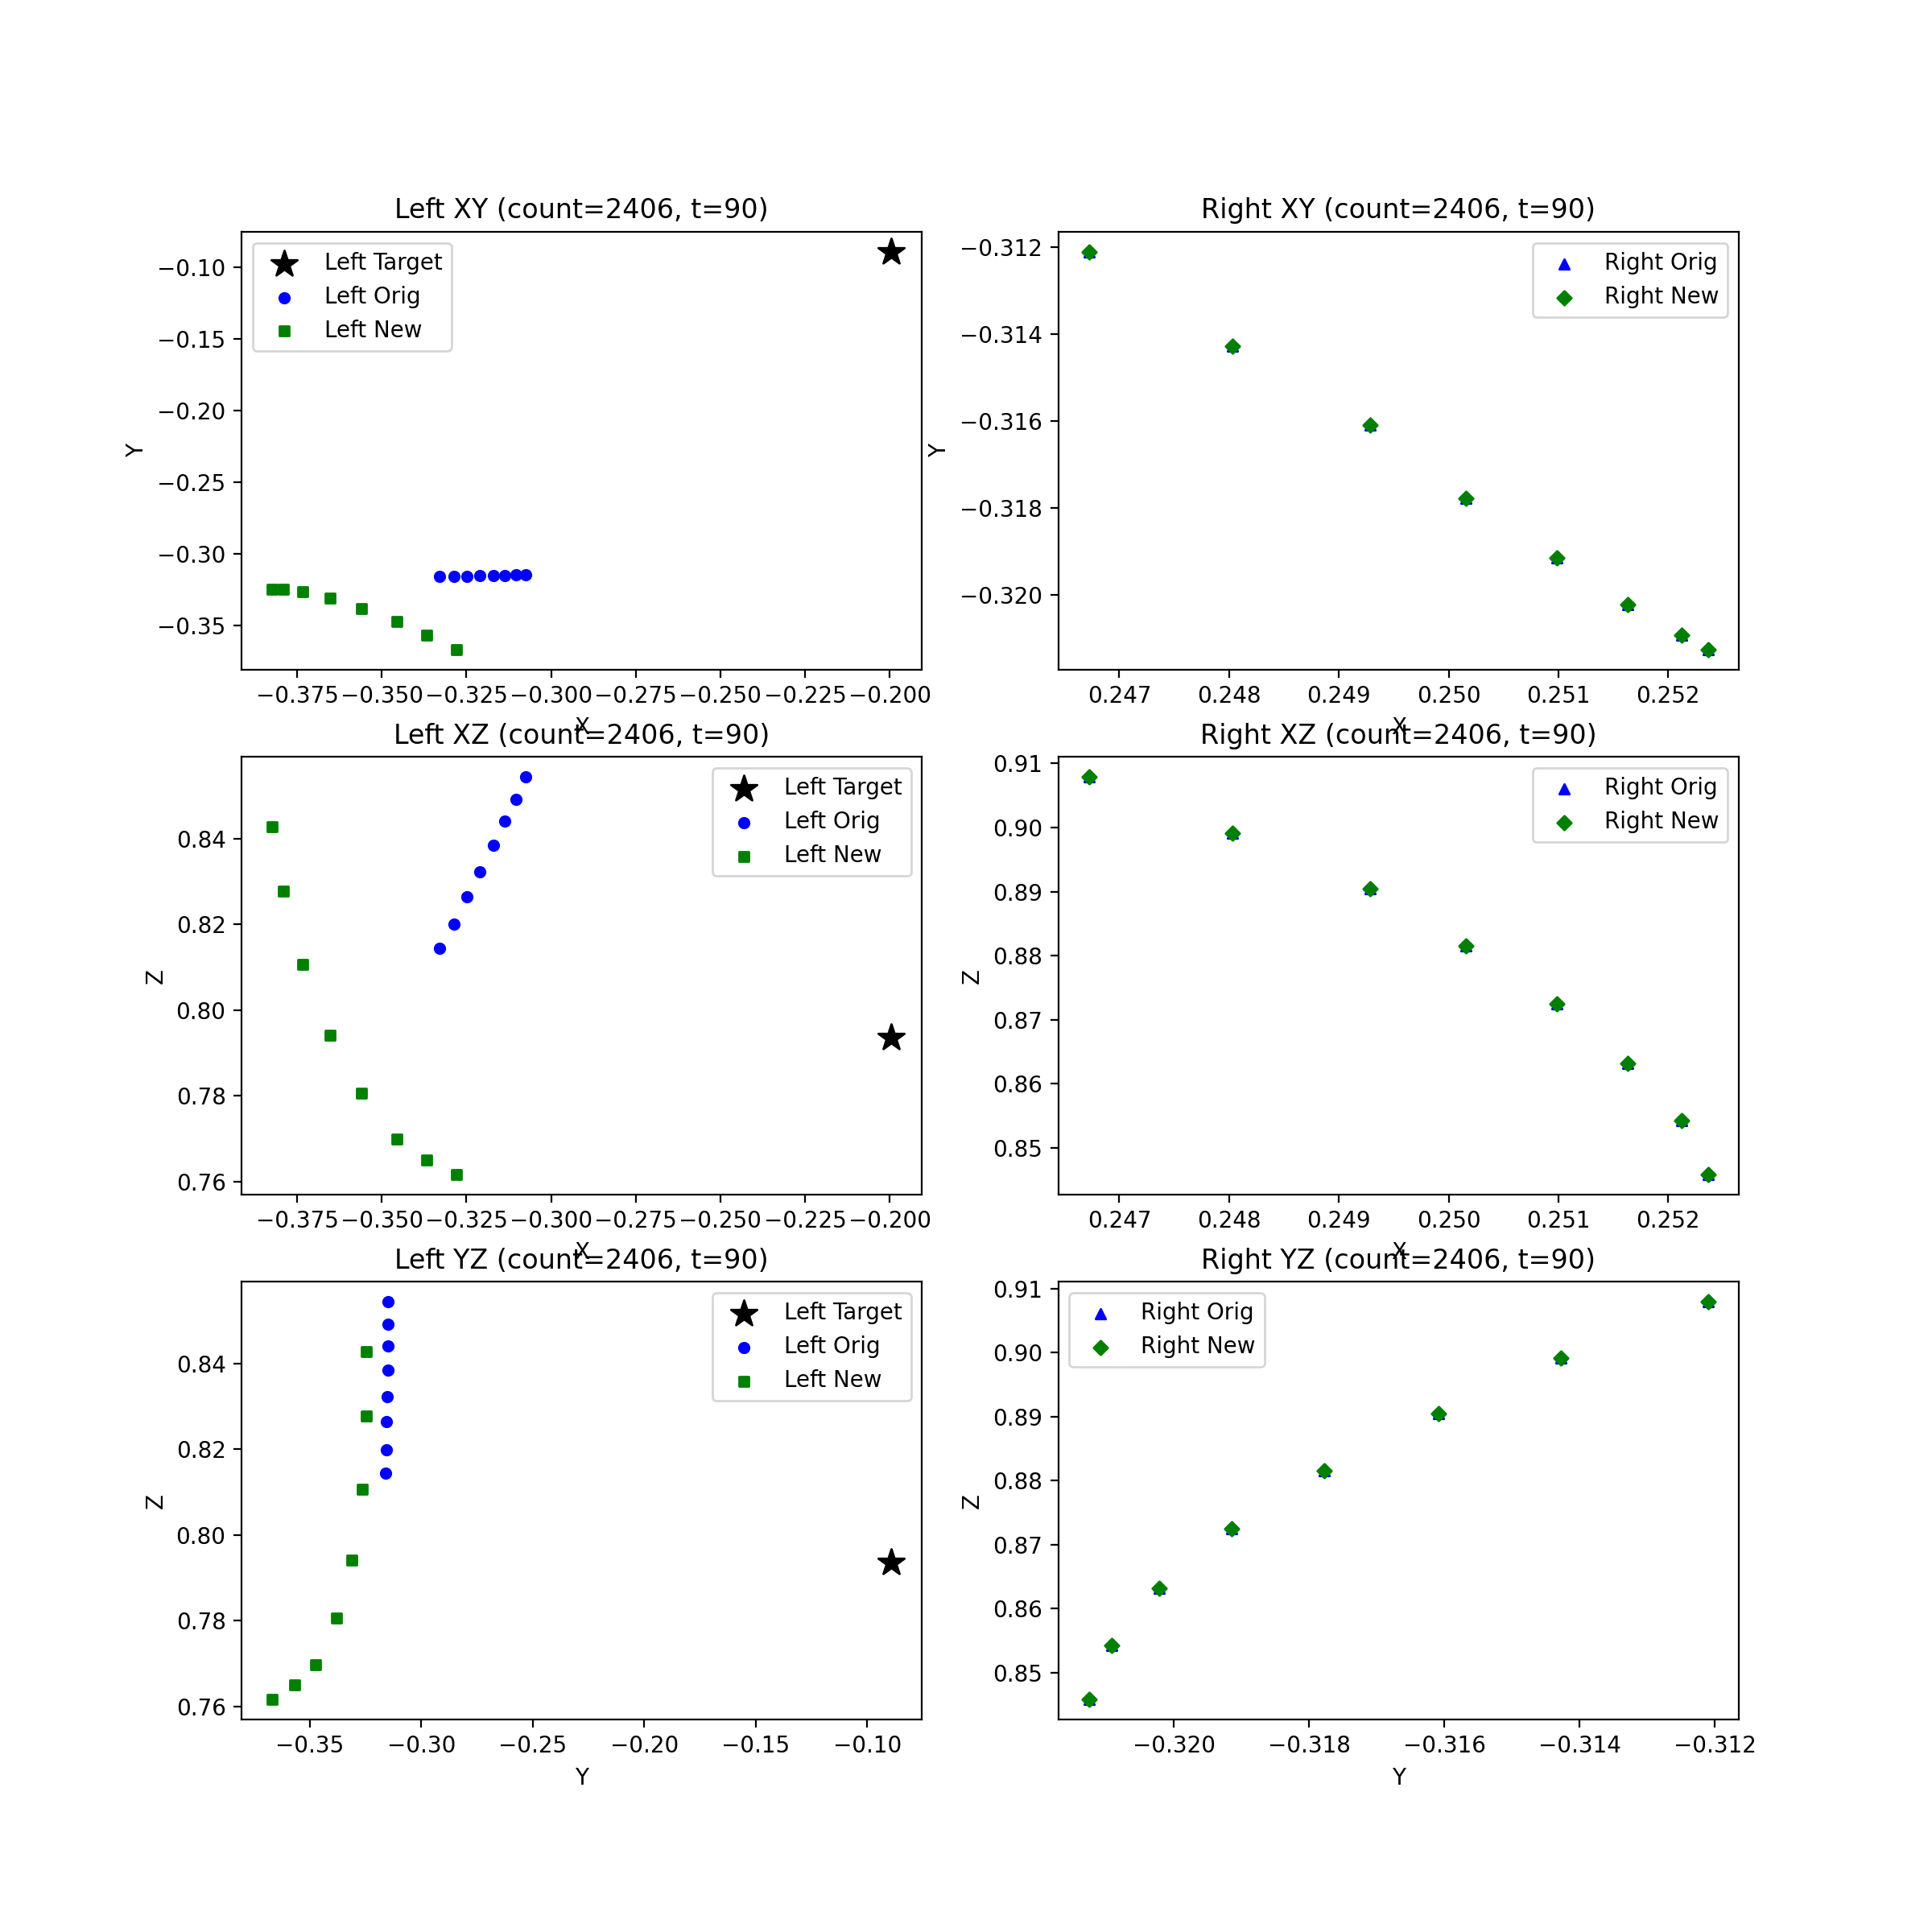 Left XY (count=2406, t=90)
Left Target
Left Orig
Left New
−0.10
−0.15
−0.20
−0.25
−0.30
−0.35
Y
−0.375 −0.350 −0.325 −0.300 −0.275 −0.250 −0.225 −0.200
X
Right XY (count=2406, t=90)
Right Orig
Right New
−0.312
−0.314
−0.316
−0.318
−0.320
Y
0.247 0.248 0.249 0.250 0.251 0.252
X
Left XZ (count=2406, t=90)
Left Target
Left Orig
Left New
0.84
0.82
0.80
0.78
0.76
Z
−0.375 −0.350 −0.325 −0.300 −0.275 −0.250 −0.225 −0.200
X
Right XZ (count=2406, t=90)
Right Orig
Right New
0.91
0.90
0.89
0.88
0.87
0.86
0.85
Z
0.247 0.248 0.249 0.250 0.251 0.252
X
Left YZ (count=2406, t=90)
Left Target
Left Orig
Left New
0.84
0.82
0.80
0.78
0.76
Z
−0.35 −0.30 −0.25 −0.20 −0.15 −0.10
Y
Right YZ (count=2406, t=90)
Right Orig
Right New
0.91
0.90
0.89
0.88
0.87
0.86
0.85
Z
−0.320 −0.318 −0.316 −0.314 −0.312
Y